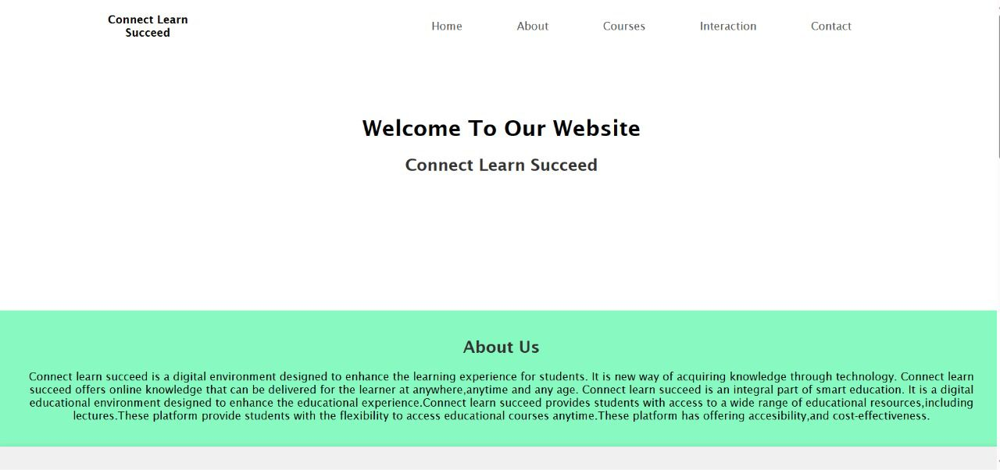 Connect Learn
Succeed
Home About Courses Interaction Contact
Welcome To Our Website
Connect Learn Succeed
About Us
Connect learn succeed is a digital environment designed to enhance the learning experience for students. It is new way of acquiring knowledge through technology. Connect learn
succeed offers online knowledge that can be delivered for the learner at anywhere,anytime and any age. Connect learn succeed is an integral part of smart education. It is a digital
educational environment designed to enhance the educational experience.Connect learn succeed provides students with access to a wide range of educational resources,including
lectures.These platform provide students with the flexibility to access educational courses anytime.These platform has offering accesibility,and cost-effectiveness.